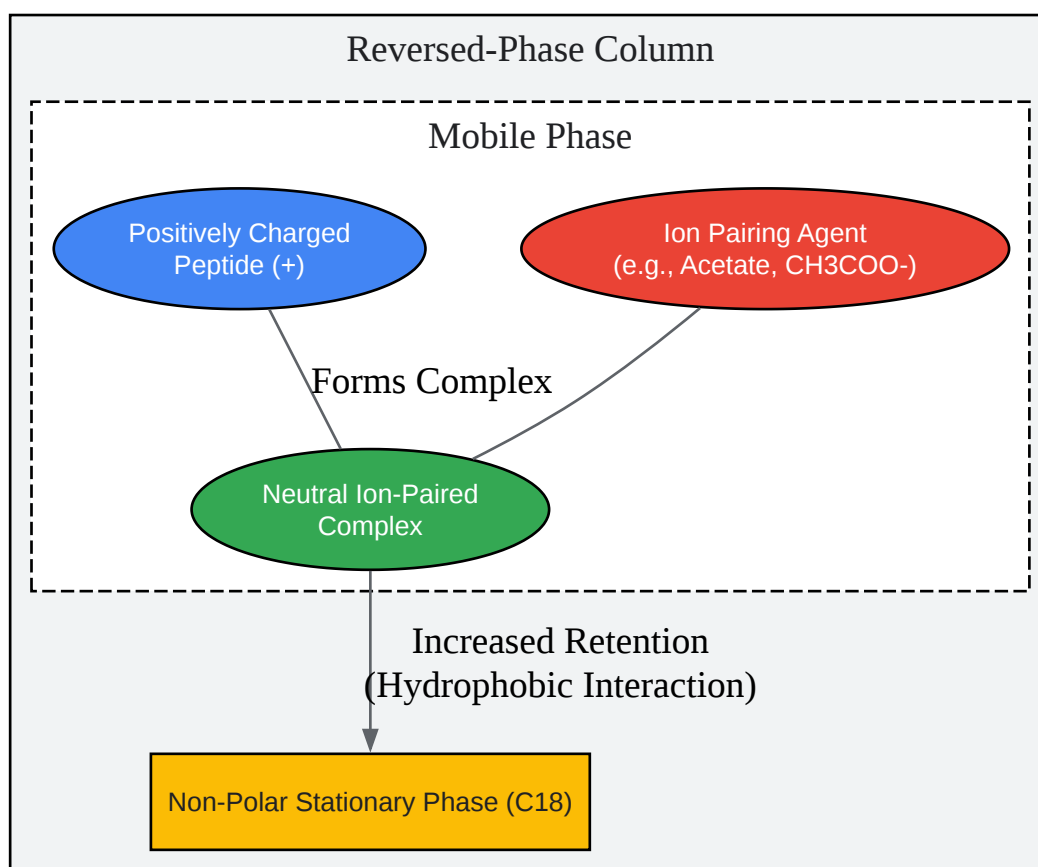 Reversed-Phase Column
Mobile Phase
Positively Charged
Peptide (+)
Ion Pairing Agent
(e.g., Acetate, CH3COO-)
Forms Complex
Neutral Ion-Paired
Complex
Increased Retention
(Hydrophobic Interaction)
Non-Polar Stationary Phase (C18)